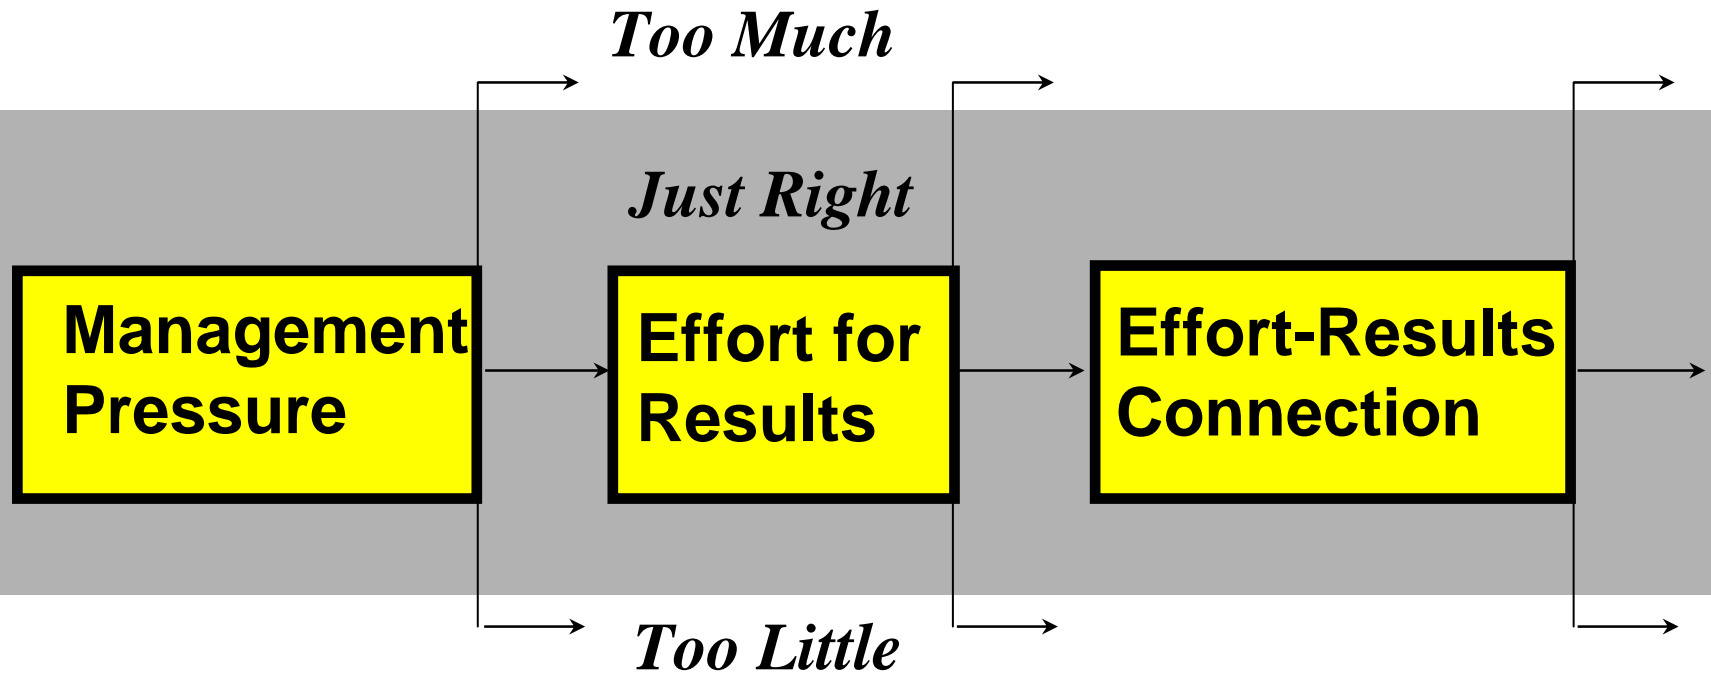 Too Much
Just Right
Management
Pressure
Effort for
Results
Effort-Results
Connection
Too Little